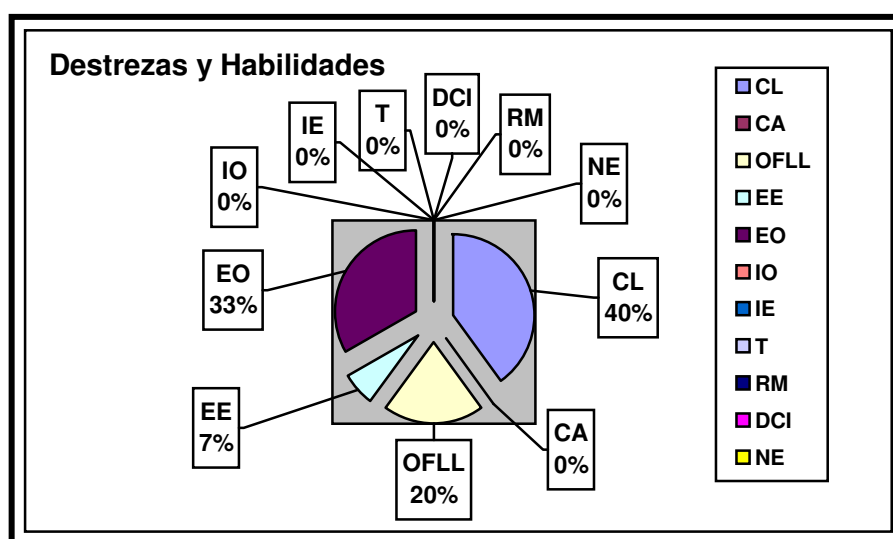 Destrezas y Habilidades
DCI
0%
T
0%
RM
0%
IE
0%
NE
0%
IO
0%
EO
33%
CL
40%
EE
7%
CA
0%
OFLL
20%
CL
CA
OFLL
EE
EO
IO
IE
T
RM
DCI
NE